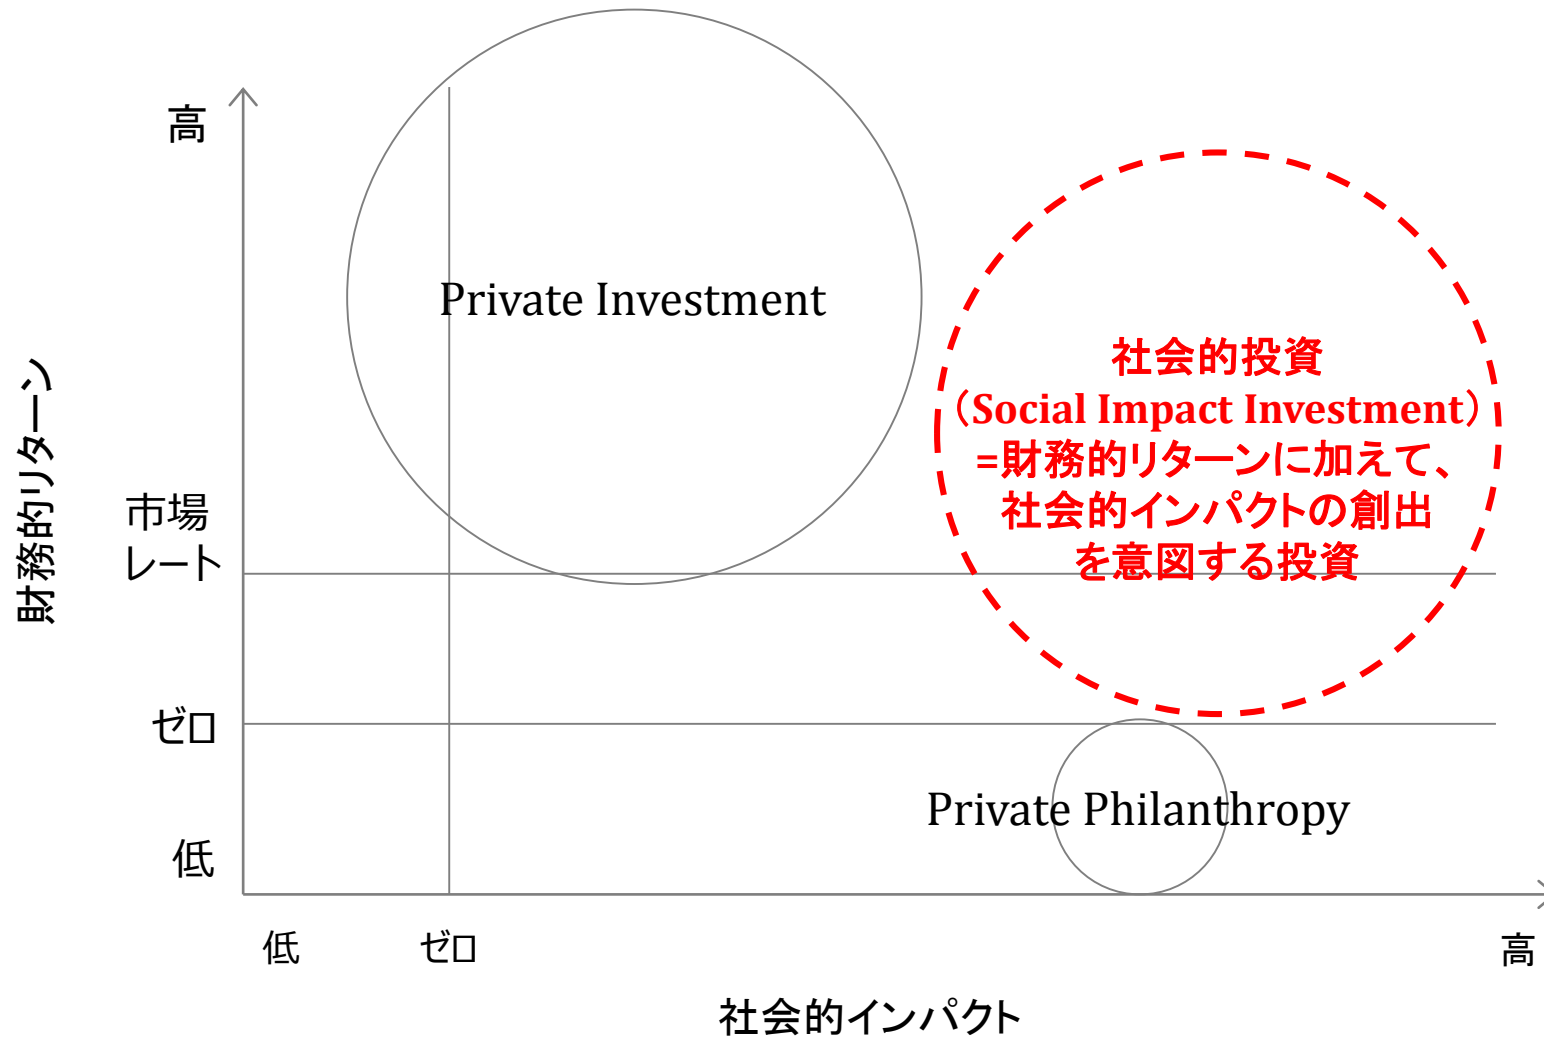 高
Private Investment
社会的投資
（Social Impact Investment）
=財務的リターンに加えて、
社会的インパクトの創出
を意図する投資
財務的リターン
市場
レート
ゼロ
Private Philanthropy
低
低
ゼロ
高
社会的インパクト